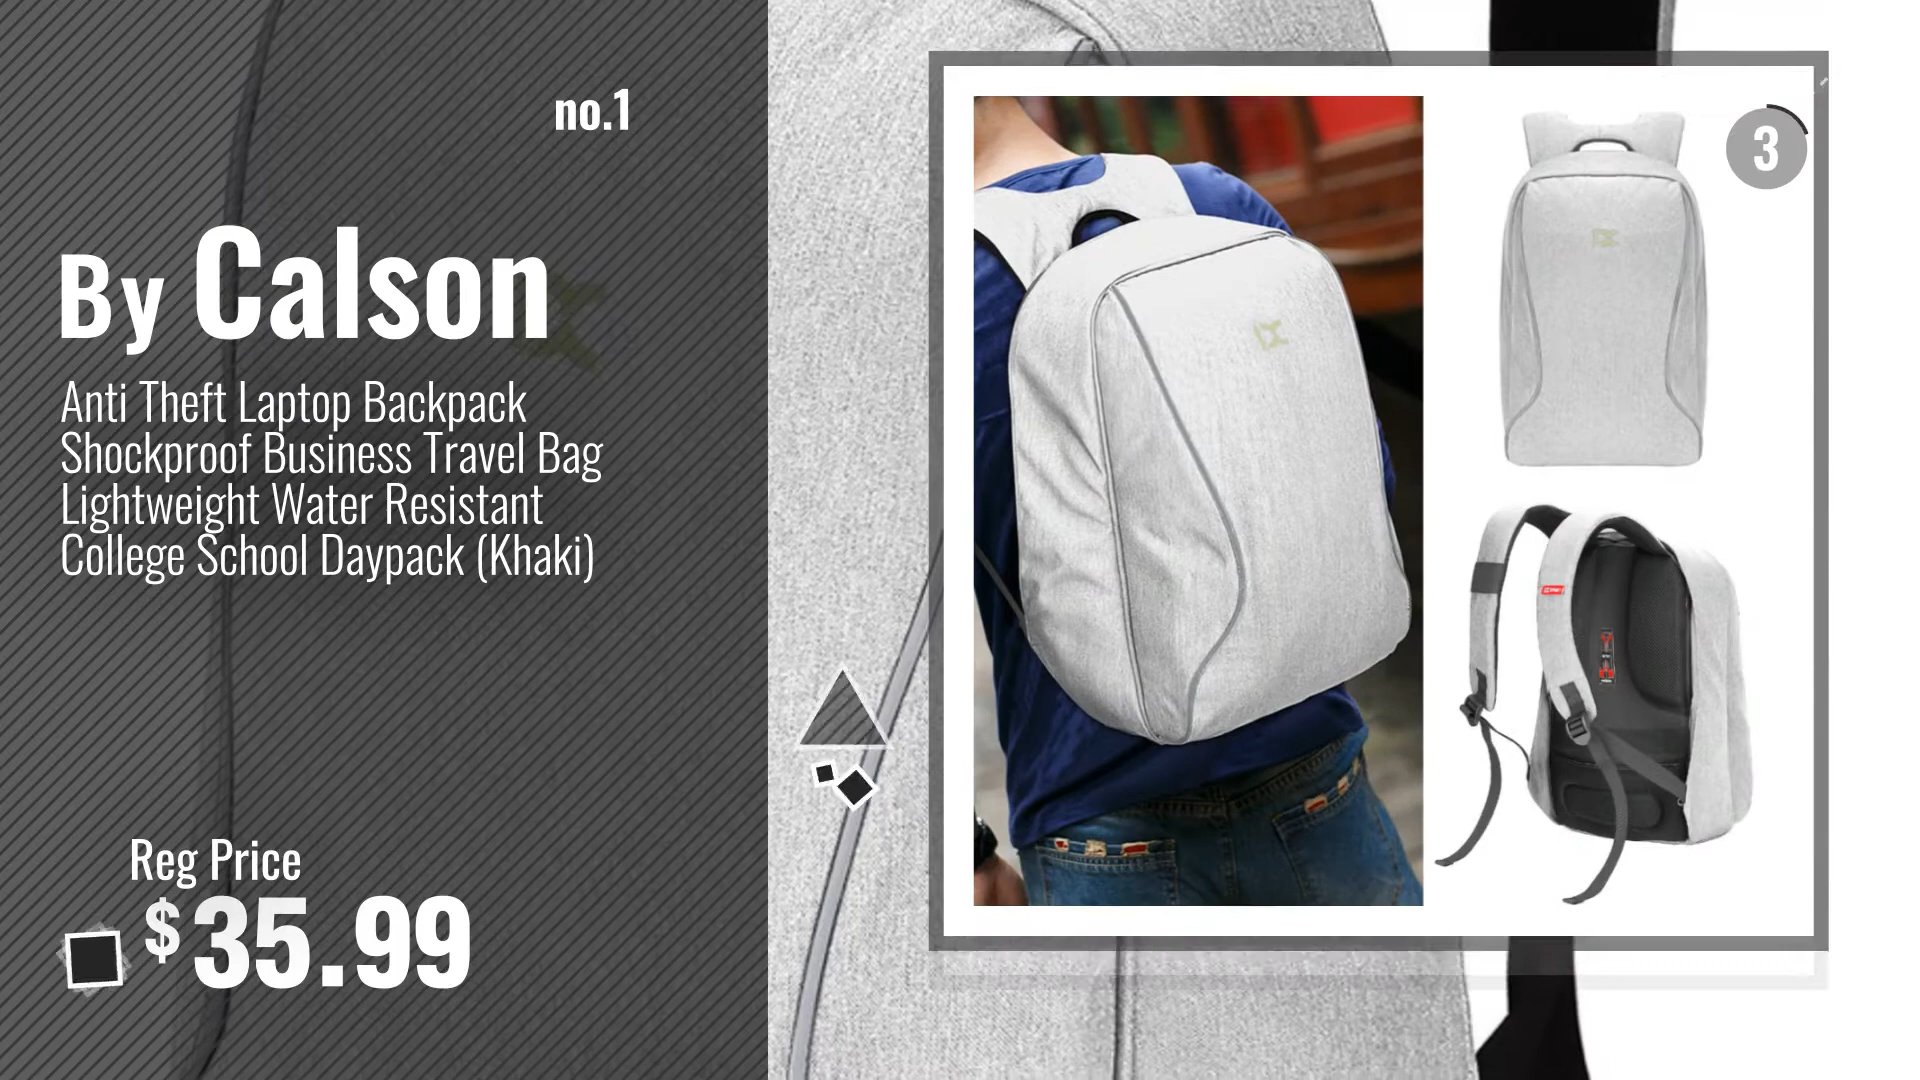 no.1
By Calson
Anti Theft Laptop Backpack
Shockproof Business Travel Bag
Lightweight Water Resistant
College School Daypack (Khaki)
Reg Price
$35.99
3